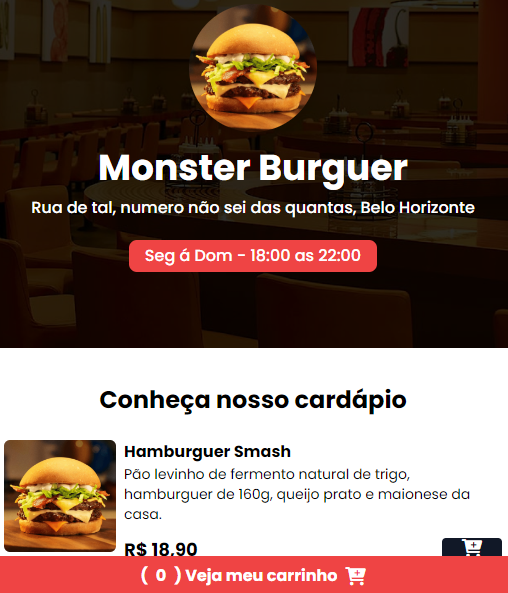 Monster Burguer
Rua de tal, numero não sei das quantas, Belo Horizonte
Seg á Dom - 18:00 as 22:00
Conheça nosso cardápio
Hamburguer Smash
Pão levinho de fermento natural de trigo,
hamburguer de 160g, queijo prato e maionese da
casa.
R$ 18,90
( 0 ) Veja meu carrinho